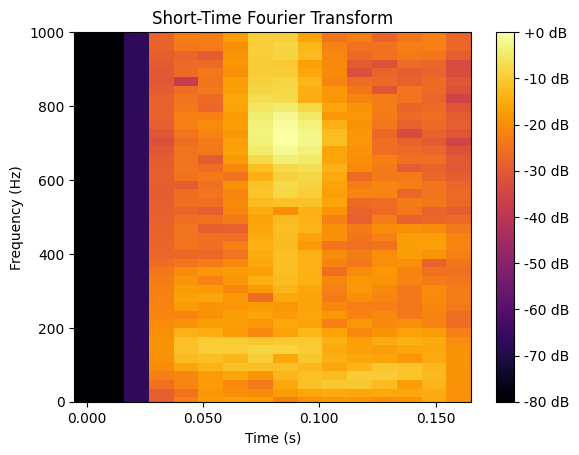 Short-Time Fourier Transform
Frequency (Hz)
1000
800
600
400
200
0
0.000
0.050
0.100
0.150
Time (s)
+0 dB
-10 dB
-20 dB
-30 dB
-40 dB
-50 dB
-60 dB
-70 dB
-80 dB